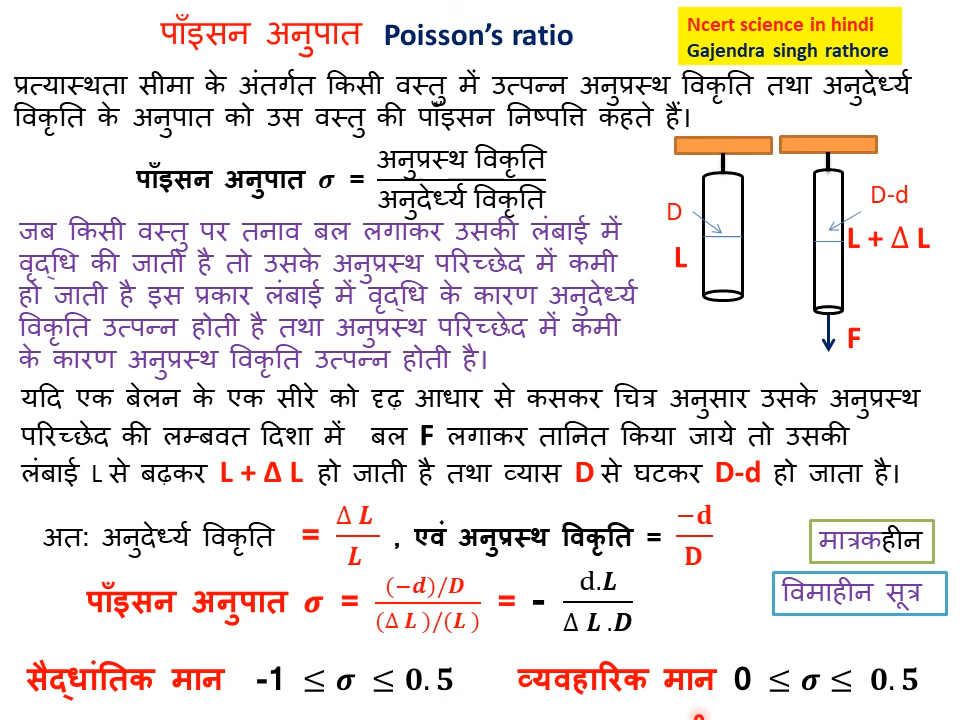 पाँइसन अनुपात Poisson's ratio
Ncert science in hindi
Gajendra singh rathore
प्रत्यास्थता सीमा के अंतर्गत किसी वस्तु में उत्पन्न अनुप्रस्थ विकृति तथा अनुदेर्ध्य
विकृति के अनुपात को उस वस्तु की पाँइसन निष्पत्ति कहते हैं।
पाँइसन अनुपात σ = अनुप्रस्थ विकृति / अनुदेर्ध्य विकृति
D
L
D-d
L + Δ L
F
जब किसी वस्तु पर तनाव बल लगाकर उसकी लंबाई में
वृद्धि की जाती है तो उसके अनुप्रस्थ परिच्छेद में कमी
हो जाती है इस प्रकार लंबाई में वृद्धि के कारण अनुदेर्ध्य
विकृति उत्पन्न होती है तथा अनुप्रस्थ परिच्छेद में कमी
के कारण अनुप्रस्थ विकृति उत्पन्न होती है।
यदि एक बेलन के एक सीरे को दृढ़ आधार से कसकर चित्र अनुसार उसके अनुप्रस्थ
परिच्छेद की लम्बवत दिशा में बल F लगाकर तानित किया जाये तो उसकी
लंबाई L से बढ़कर L + Δ L हो जाती है तथा व्यास D से घटकर D-d हो जाता है।
अत: अनुदेर्ध्य विकृति = Δ L / L , एवं अनुप्रस्थ विकृति = −d / D
मात्रकहीन
पाँइसन अनुपात σ = (−d)/D / (Δ L )/(L ) = - d.L / Δ L .D
विमाहीन सूत्र
सैद्धांतिक मान -1 ≤ σ ≤ 0.5 व्यवहारिक मान 0 ≤ σ ≤ 0.5